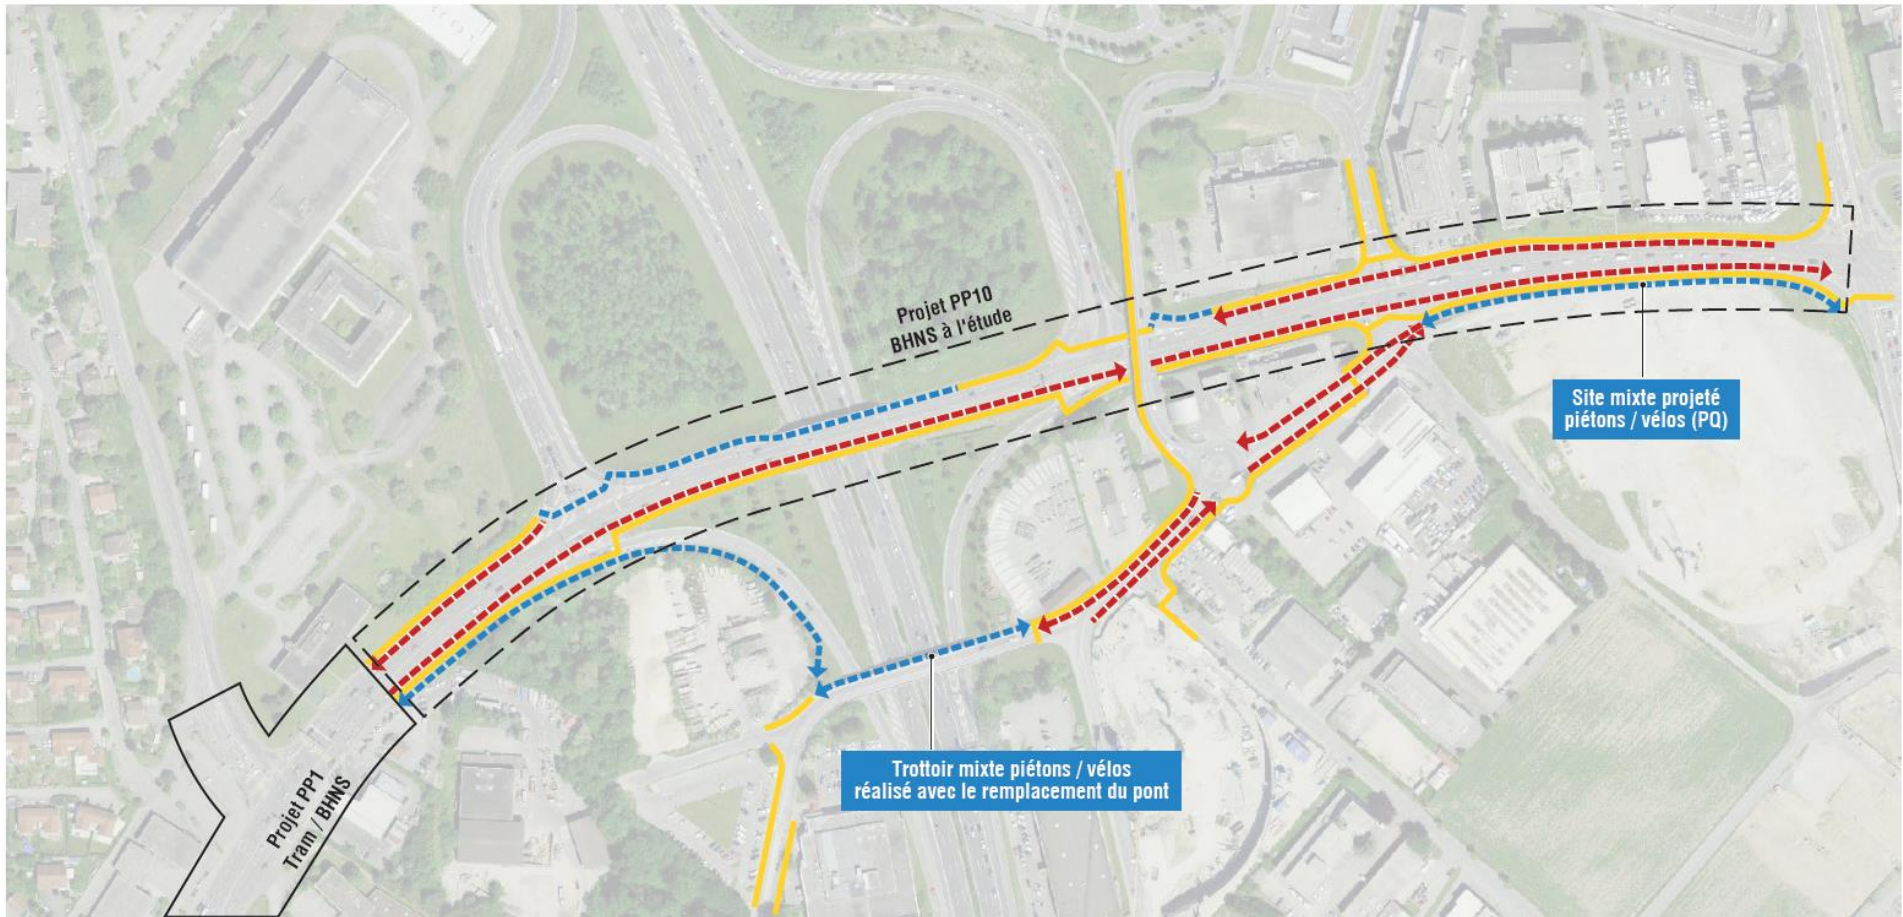 Projet PP10
BHNS à l'étude
Site mixte projeté
piétons / vélos (PQ)
Trottoir mixte piétons / vélos
réalisé avec le remplacement du pont
Projet PP1
Tram / BHNS